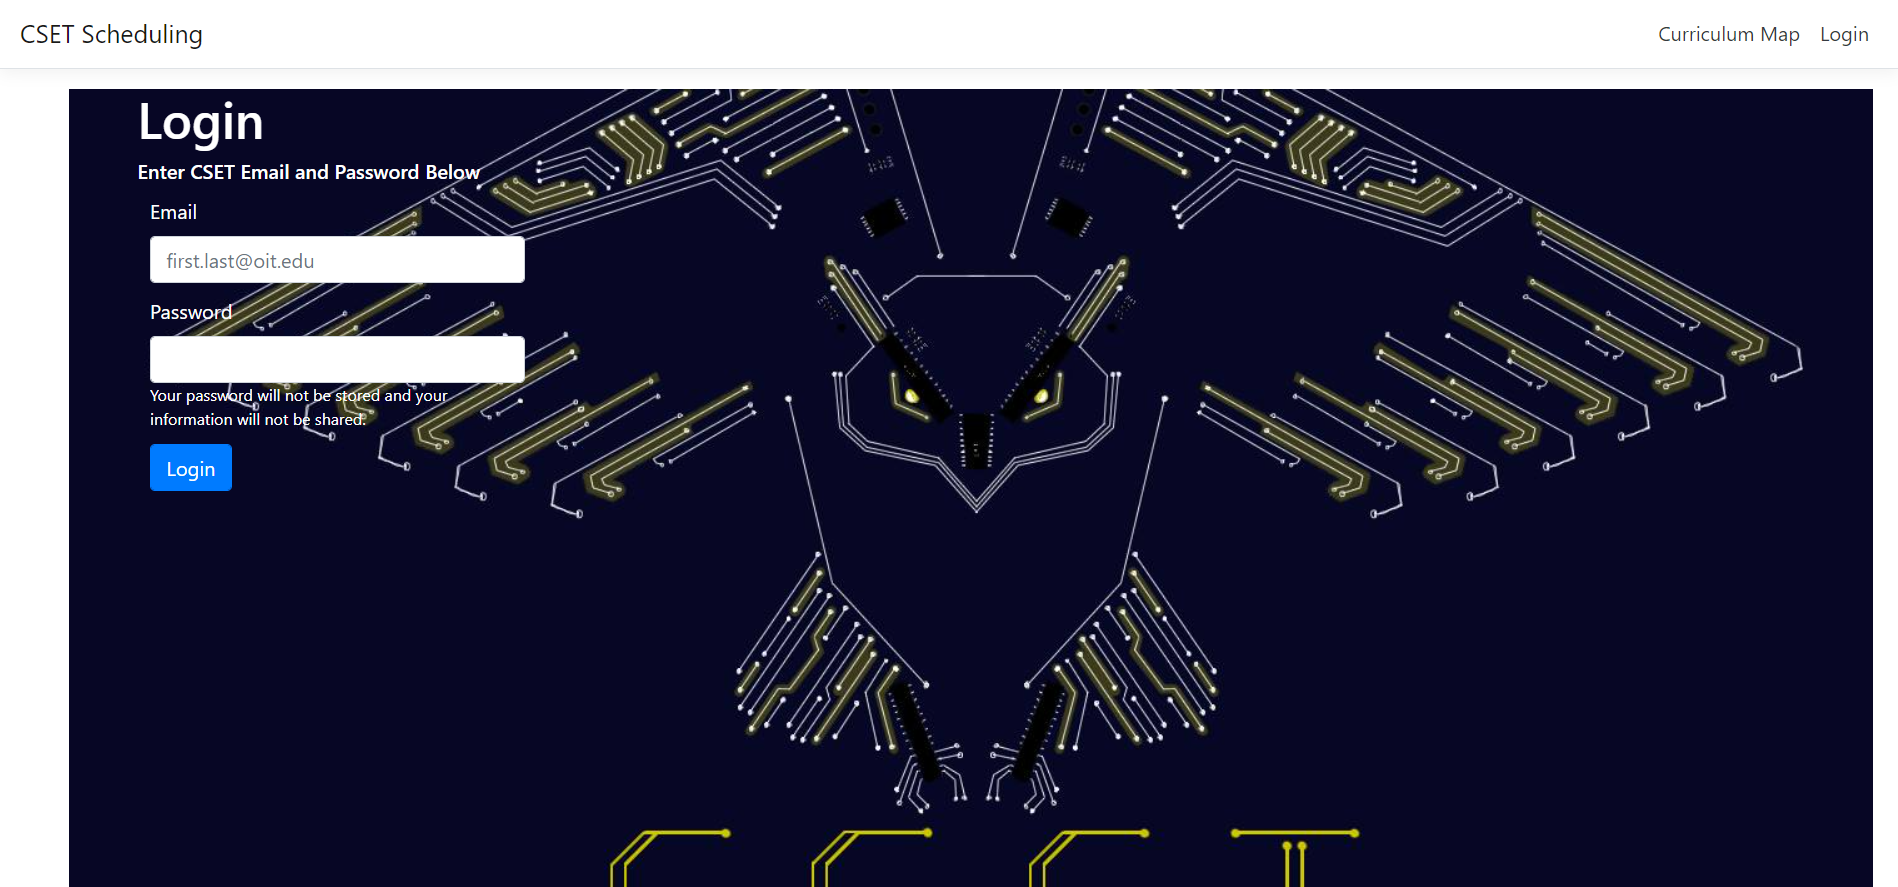 CSET Scheduling
Curriculum Map Login
Login
Enter CSET Email and Password Below
Email
first.last@oit.edu
Password
Your password will not be stored and your
information will not be shared.
Login